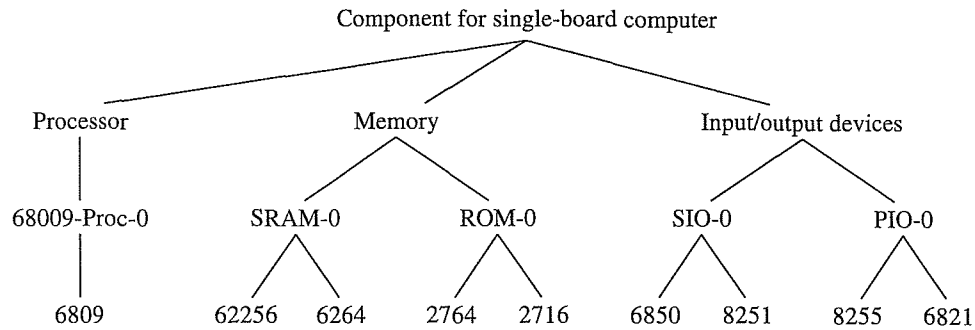 Component for single-board computer
Processor Memory Input/output devices
68009-Proc-0 SRAM-0 ROM-0 SIO-0 PIO-0
6809 62256 6264 2764 2716 6850 8251 8255 6821